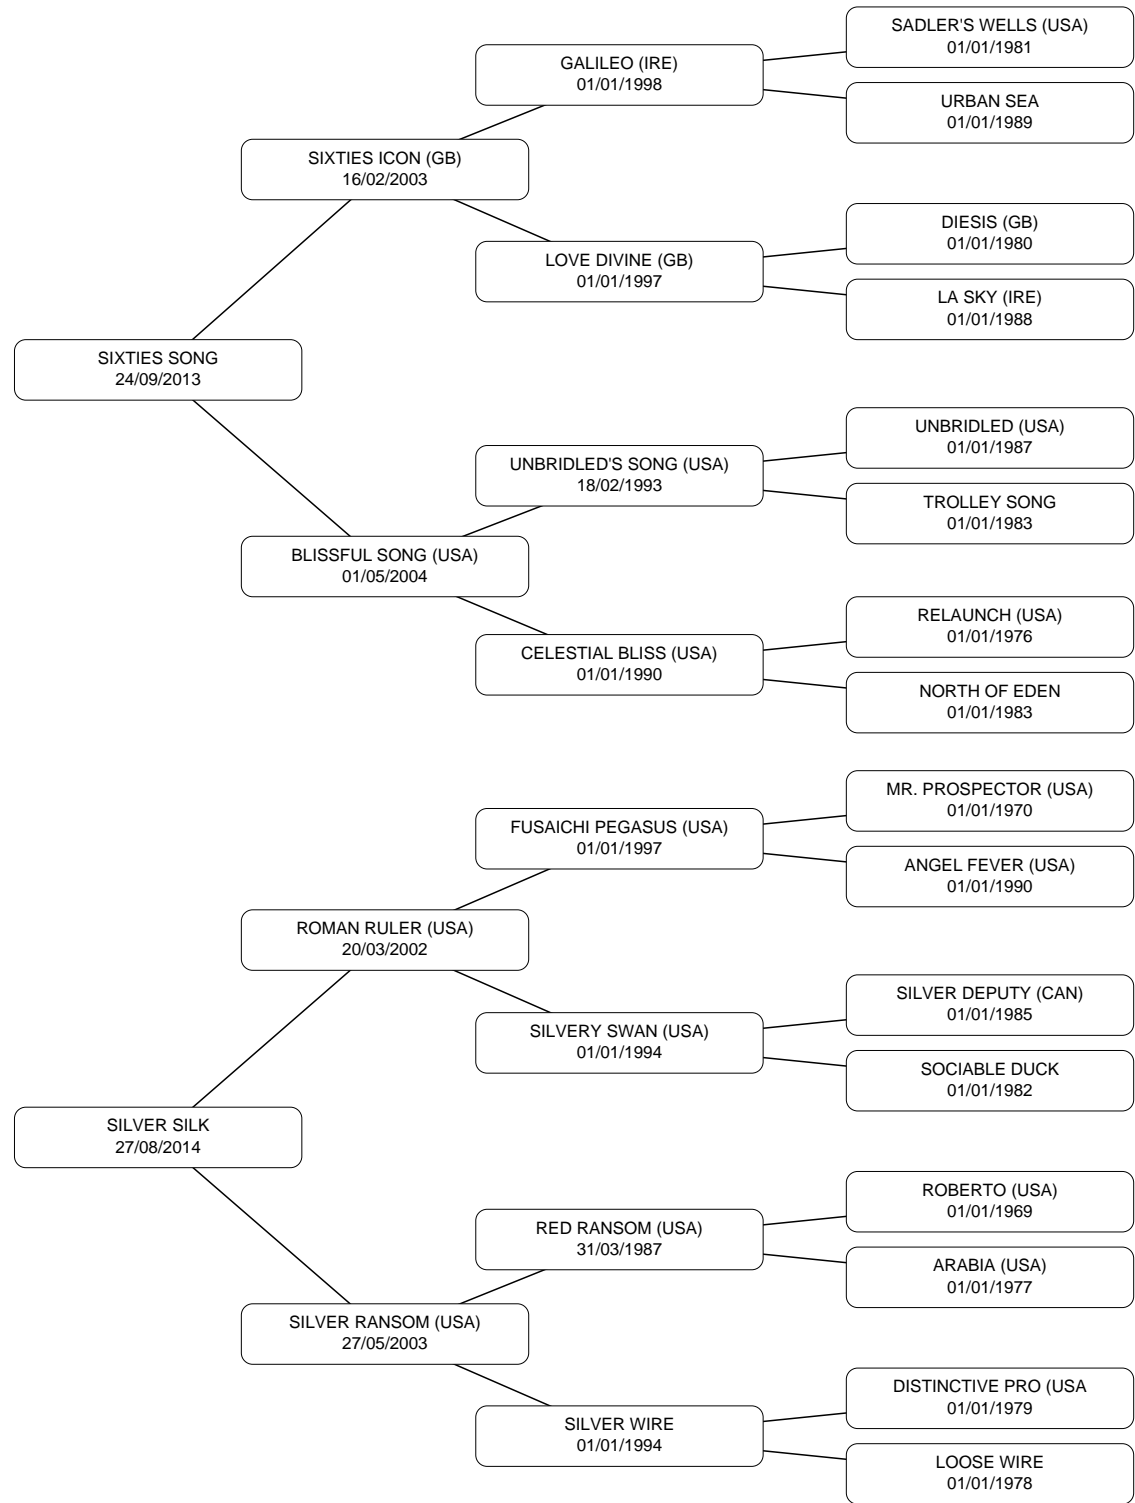 SADLER'S WELLS (USA)
01/01/1981
GALILEO (IRE)
01/01/1998
URBAN SEA
01/01/1989
SIXTIES ICON (GB)
16/02/2003
DIESIS (GB)
01/01/1980
LOVE DIVINE (GB)
01/01/1997
LA SKY (IRE)
01/01/1988
SIXTIES SONG
24/09/2013
UNBRIDLED (USA)
01/01/1987
UNBRIDLED'S SONG (USA)
18/02/1993
TROLLEY SONG
01/01/1983
BLISSFUL SONG (USA)
01/05/2004
RELAUNCH (USA)
01/01/1976
CELESTIAL BLISS (USA)
01/01/1990
NORTH OF EDEN
01/01/1983
MR. PROSPECTOR (USA)
01/01/1970
FUSAICHI PEGASUS (USA)
01/01/1997
ANGEL FEVER (USA)
01/01/1990
ROMAN RULER (USA)
20/03/2002
SILVER DEPUTY (CAN)
01/01/1985
SILVERY SWAN (USA)
01/01/1994
SOCIABLE DUCK
01/01/1982
SILVER SILK
27/08/2014
ROBERTO (USA)
01/01/1969
RED RANSOM (USA)
31/03/1987
ARABIA (USA)
01/01/1977
SILVER RANSOM (USA)
27/05/2003
DISTINCTIVE PRO (USA
01/01/1979
SILVER WIRE
01/01/1994
LOOSE WIRE
01/01/1978